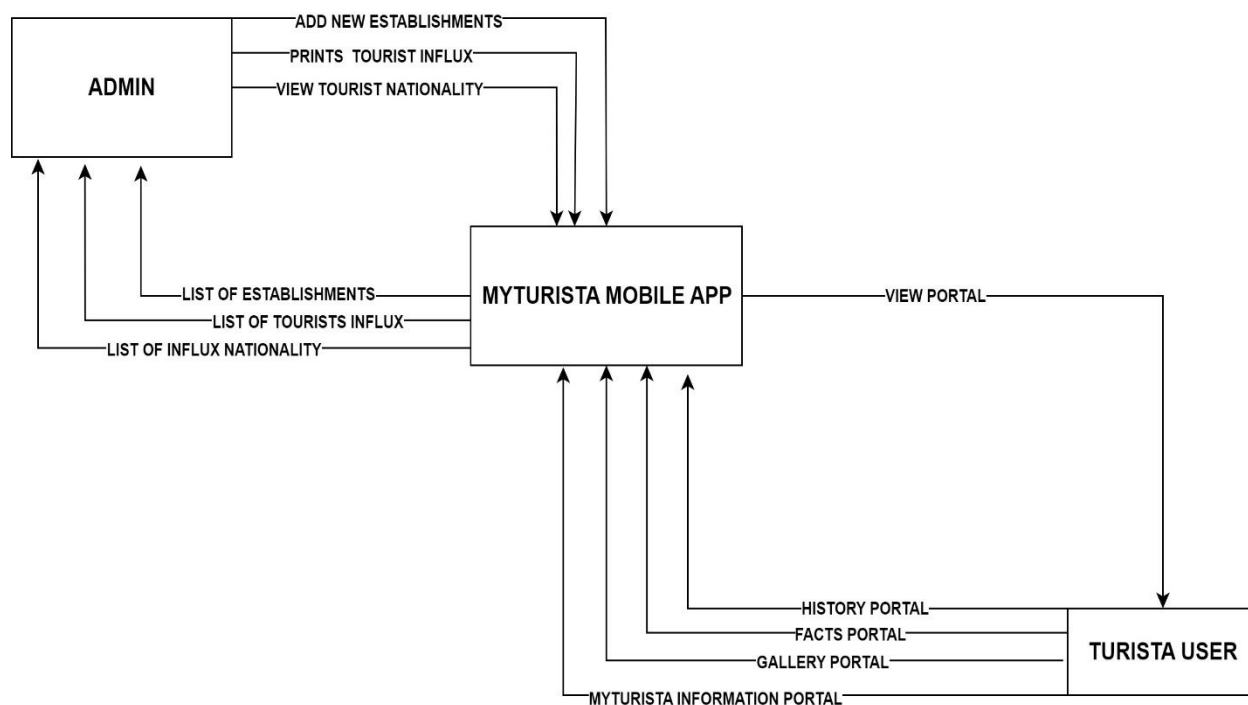 ADD NEW ESTABLISHMENTS
PRINTS TOURIST INFLUX
ADMIN
VIEW TOURIST NATIONALITY
LIST OF ESTABLISHMENTS
MYTURISTA MOBILE APP
VIEW PORTAL
LIST OF TOURISTS INFLUX
LIST OF INFLUX NATIONALITY
HISTORY PORTAL
FACTS PORTAL
TURISTA USER
GALLERY PORTAL
MYTURISTA INFORMATION PORTAL